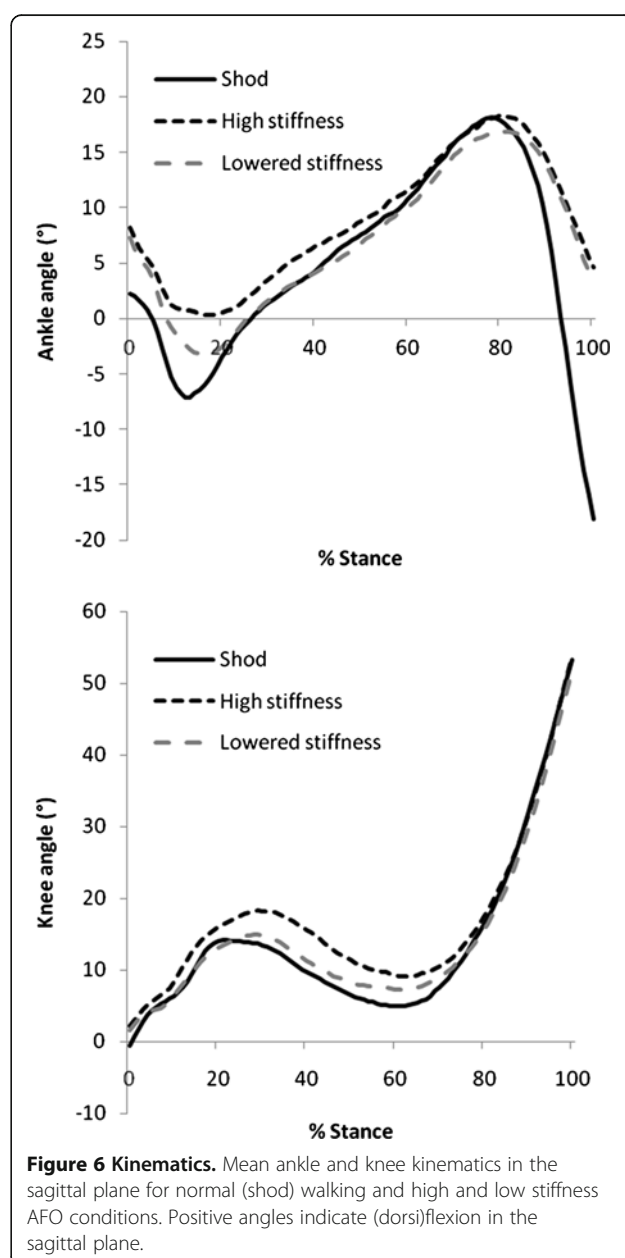 25
20
15
10
5
0
-5
-10
-15
-20
Ankle angle (°)
Shod
High stiffness
Lowered stiffness
0 20 40 60 80 100
% Stance
60
50
40
30
20
10
0
-10
Knee angle (°)
Shod
High stiffness
Lowered stiffness
0 20 40 60 80 100
% Stance
Figure 6 Kinematics. Mean ankle and knee kinematics in the
sagittal plane for normal (shod) walking and high and low stiffness
AFO conditions. Positive angles indicate (dorsi)flexion in the
sagittal plane.